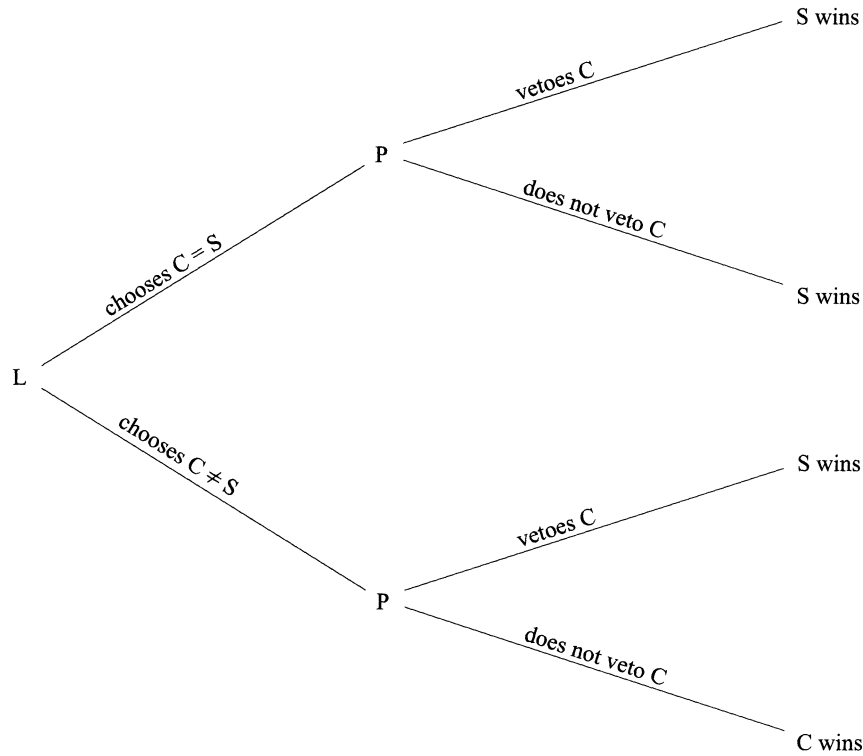 S wins
vetoes C
P
does not veto C
chooses C = S
S wins
L
chooses C ≠ S
S wins
vetoes C
P
does not veto C
C wins